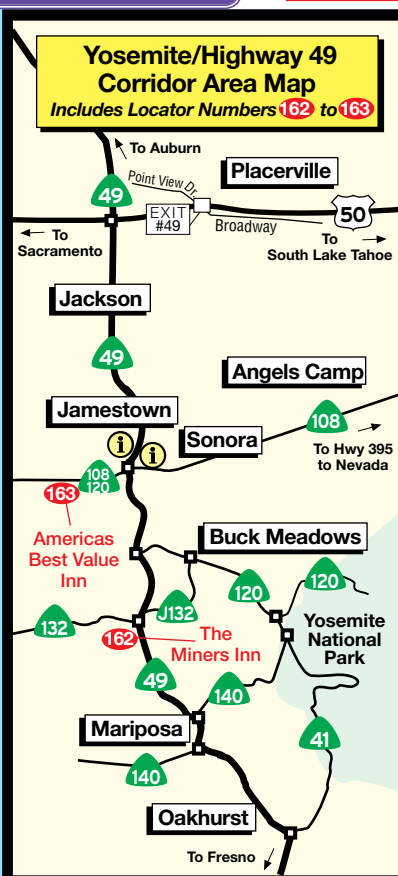 Yosemite/Highway 49
Corridor Area Map
Includes Locator Numbers 162 to 163
To Auburn
Placerville
Point View Dr.
49
EXIT
#49
50
Broadway
To
Sacramento
To
South Lake Tahoe
Jackson
49
Angels Camp
Jamestown
108
i
i
Sonora
To Hwy 395
to Nevada
108
120
163
Americas
Best Value
Inn
Buck Meadows
120
120
J132
132
Yosemite
National
Park
162
The
Miners Inn
49
140
Mariposa
41
140
Oakhurst
To Fresno